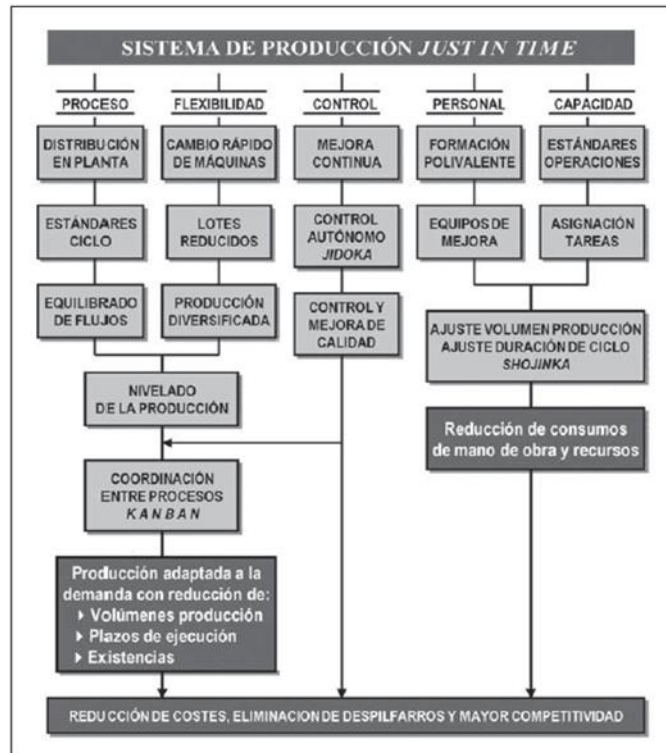 SISTEMA DE PRODUCCIÓN JUST IN TIME
PROCESO
FLEXIBILIDAD
CONTROL
PERSONAL
CAPACIDAD
DISTRIBUCIÓN
EN PLANTA
CAMBIO RÁPIDO
DE MÁQUINAS
MEJORA
CONTINUA
FORMACIÓN
POLIVALENTE
ESTÁNDARES
OPERACIONES
ESTÁNDARES
CICLO
LOTES
REDUCIDOS
CONTROL
AUTÓNOMO
JIDOKA
EQUIPOS DE
MEJORA
ASIGNACIÓN
TAREAS
EQUILIBRADO
DE FLUJOS
PRODUCCIÓN
DIVERSIFICADA
CONTROL Y
MEJORA DE
CALIDAD
AJUSTE VOLUMEN PRODUCCIÓN
AJUSTE DURACIÓN DE CICLO
SHOJINKA
NIVELADO
DE LA PRODUCCIÓN
Reducción de consumos
de mano de obra y recursos
COORDINACIÓN
ENTRE PROCESOS
KANBAN
Producción adaptada a la
demanda con reducción de:
Volúmenes producción
Plazos de ejecución
Existencias
REDUCCIÓN DE COSTES, ELIMINACION DE DESPILFARROS Y MAYOR COMPETITIVIDAD